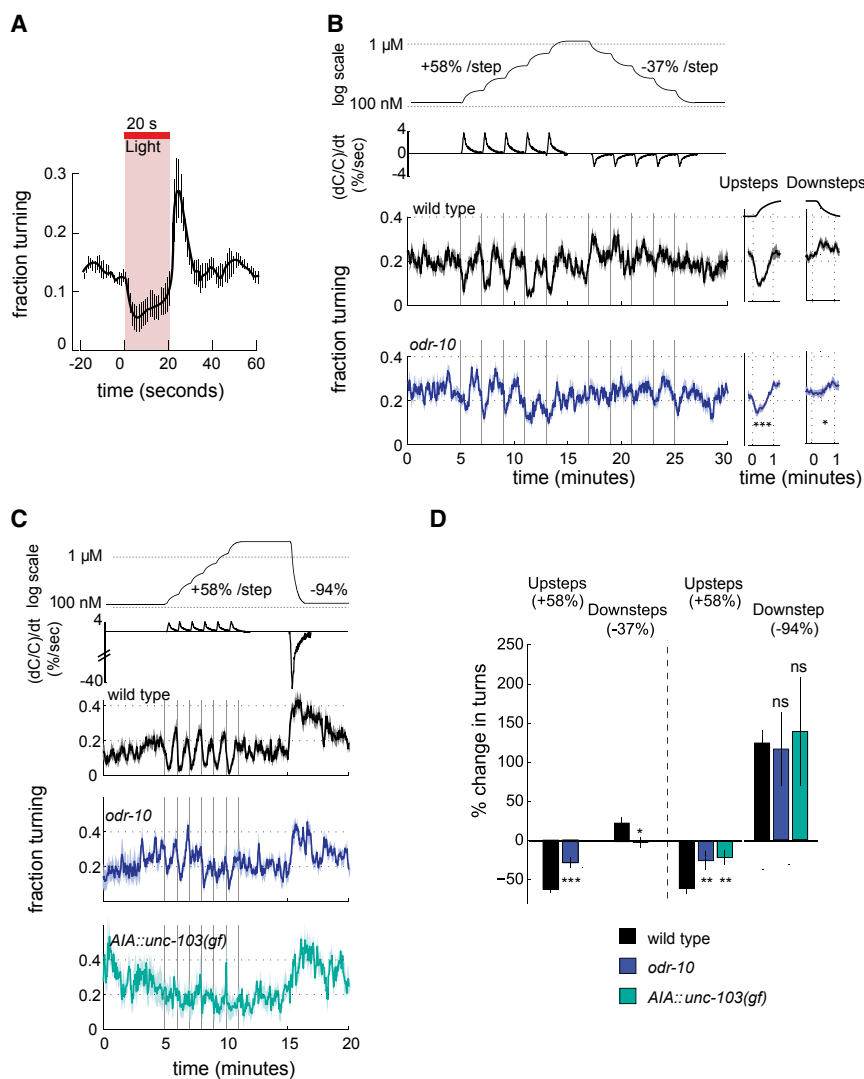 A
20 s
Light
fraction turning
0.3
0.2
0.1
0
-20
0
20
40
60
time (seconds)
B
log scale
1 µM
100 nM
+58% /step
-37% /step
(dC/C)/dt
(%/sec)
4
0
-4
Upsteps
Downsteps
fraction turning
wild type
0.4
0.2
0
odr-10
0.4
0.2
0
***
*
0
5
10
15
20
25
30
0
1
0
1
time (minutes)
time (minutes)
C
log scale
1 µM
100 nM
+58% /step
-94%
(dC/C)/dt
(%/sec)
4
-40
fraction turning
wild type
0.4
0.2
0
odr-10
0.4
0.2
0
AIA::unc-103(gf)
0.4
0.2
0
0
5
10
15
20
time (minutes)
D
Upsteps
(+58%)
Downsteps
(-37%)
Upsteps
(+58%)
Downstep
(-94%)
% change in turns
250
200
150
100
50
0
−50
***
*
**
**
ns
ns
wild type
odr-10
AIA::unc-103(gf)